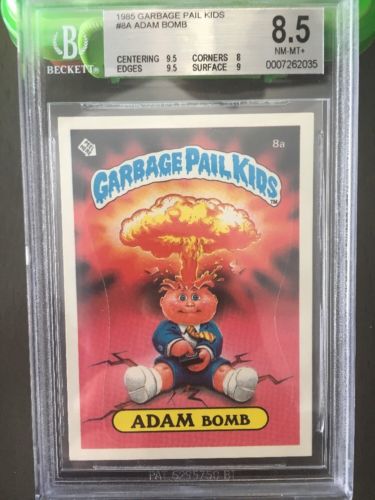 1985 GARBAGE PAIL KIDS
#8A ADAM BOMB
8.5
NM-MT+
CENTERING 9.5 CORNERS 8
EDGES 9.5 SURFACE 9
0007262035
B
BECKETT
8a
GARBAGE PAIL KIDS
TM
ADAM BOMB